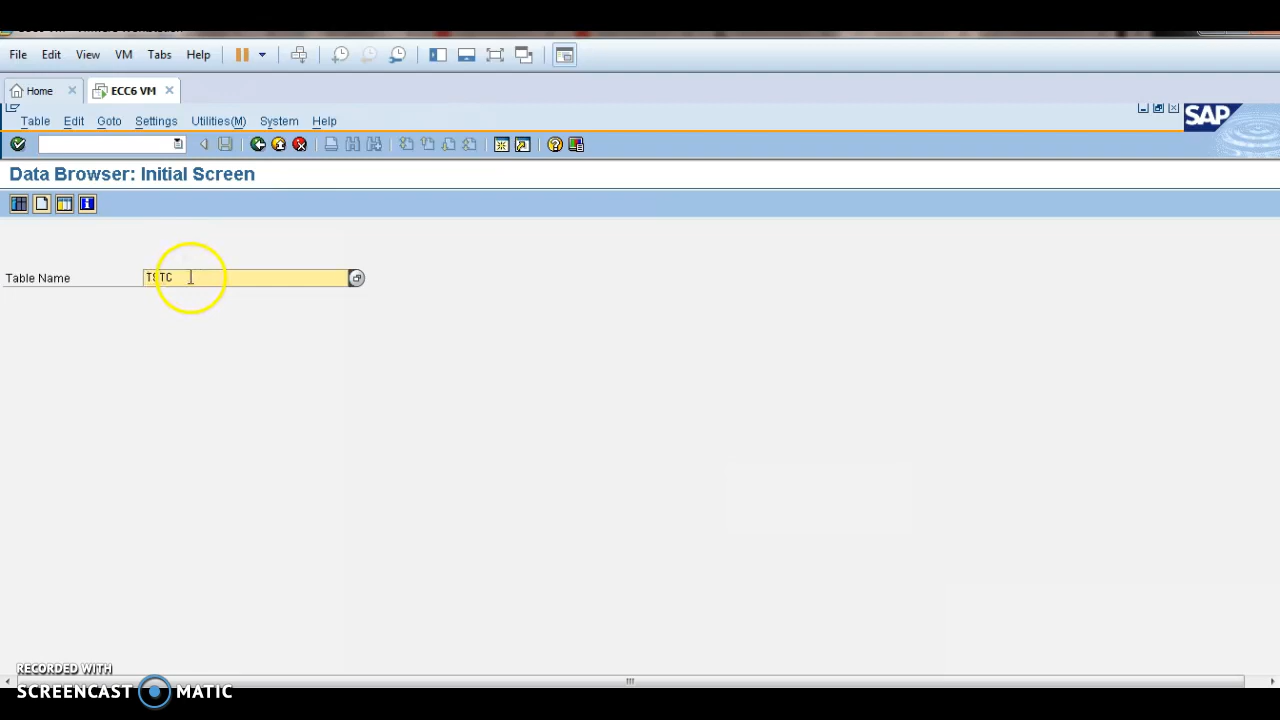 File Edit View VM Tabs Help
Home ECC6 VM
Table Edit Goto Settings Utilities(M) System Help
SAP
Data Browser: Initial Screen
Table Name TSTC
RECORDED WITH
SCREENCAST MATIC